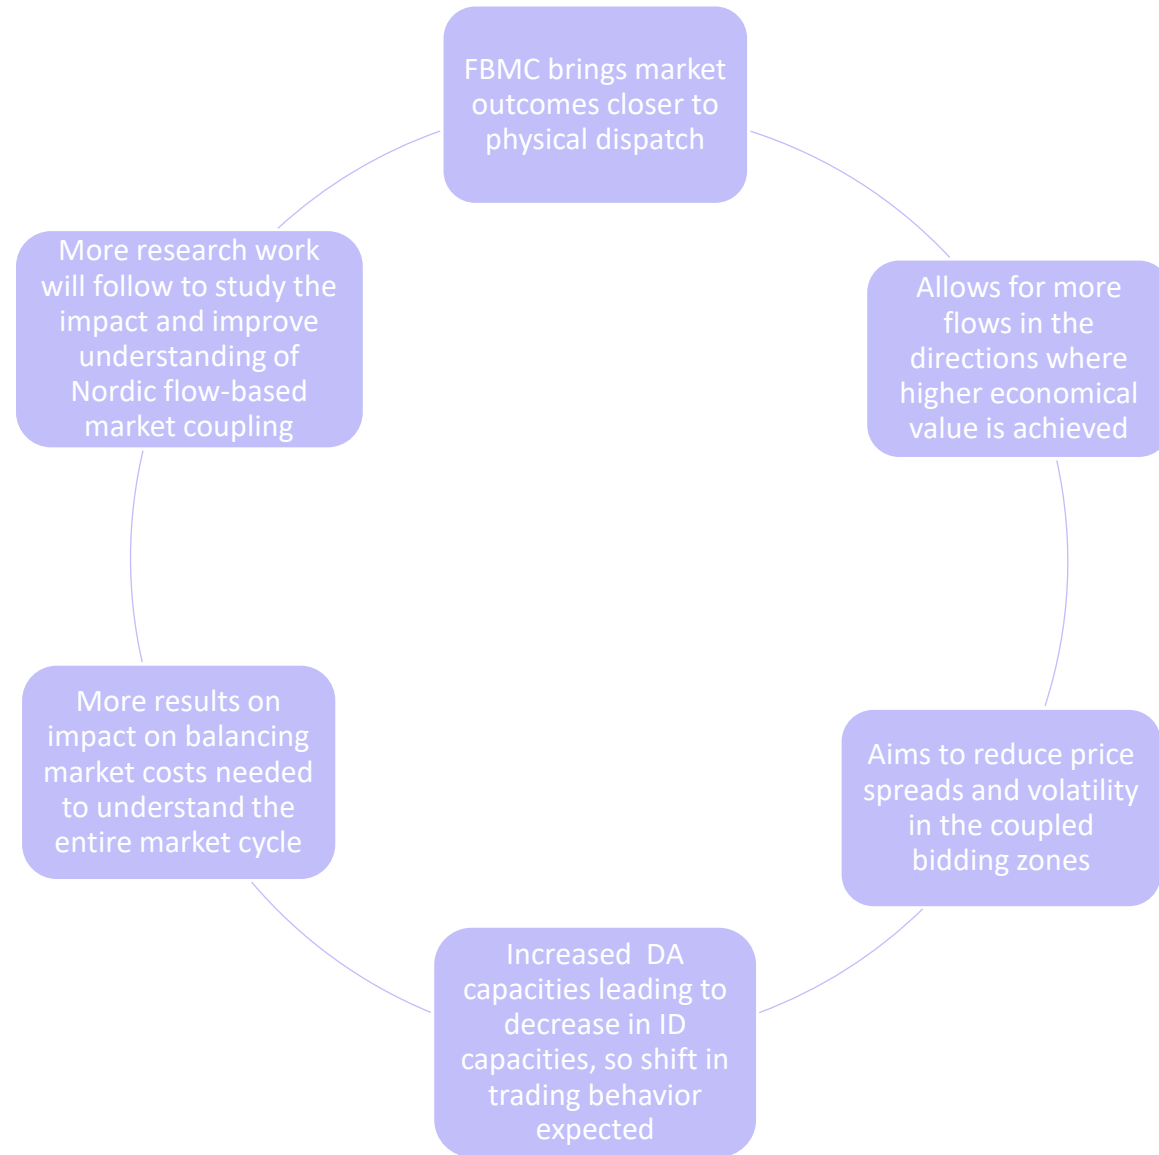 FBMC brings market
outcomes closer to
physical dispatch
Allows for more
flows in the
directions where
higher economical
value is achieved
Aims to reduce price
spreads and volatility
in the coupled
bidding zones
Increased  DA
capacities leading to
decrease in ID
capacities, so shift in
trading behavior
expected
More results on
impact on balancing
market costs needed
to understand the
entire market cycle
More research work
will follow to study the
impact and improve
understanding of
Nordic flow-based
market coupling